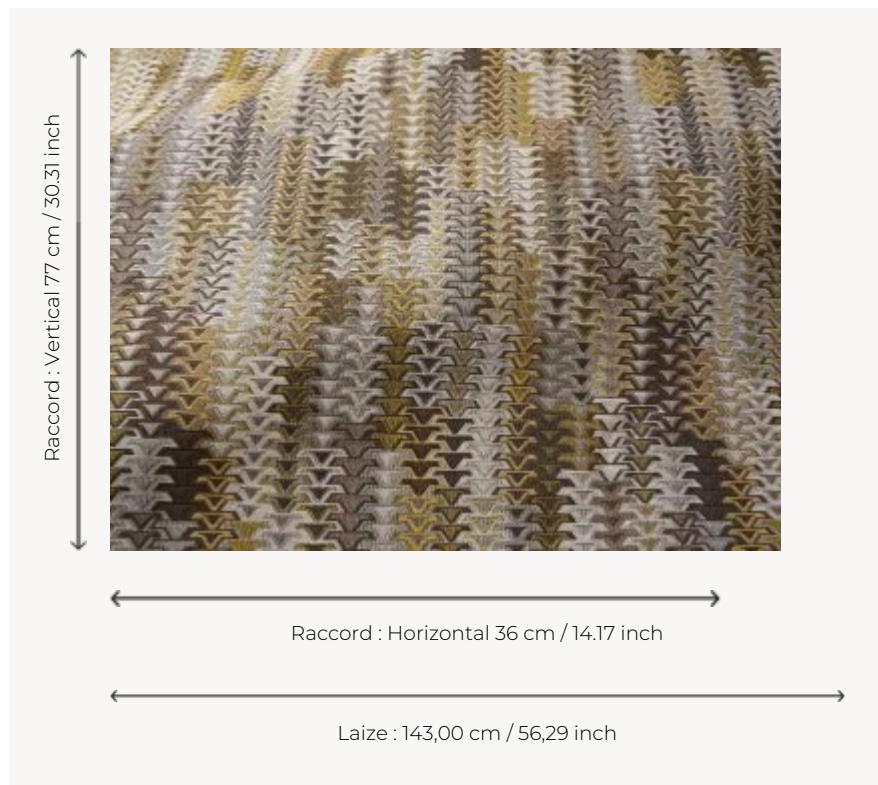 Raccord : Vertical 77 cm / 30.31 inch
Raccord : Horizontal 36 cm / 14.17 inch
Laize : 143,00 cm / 56,29 inch